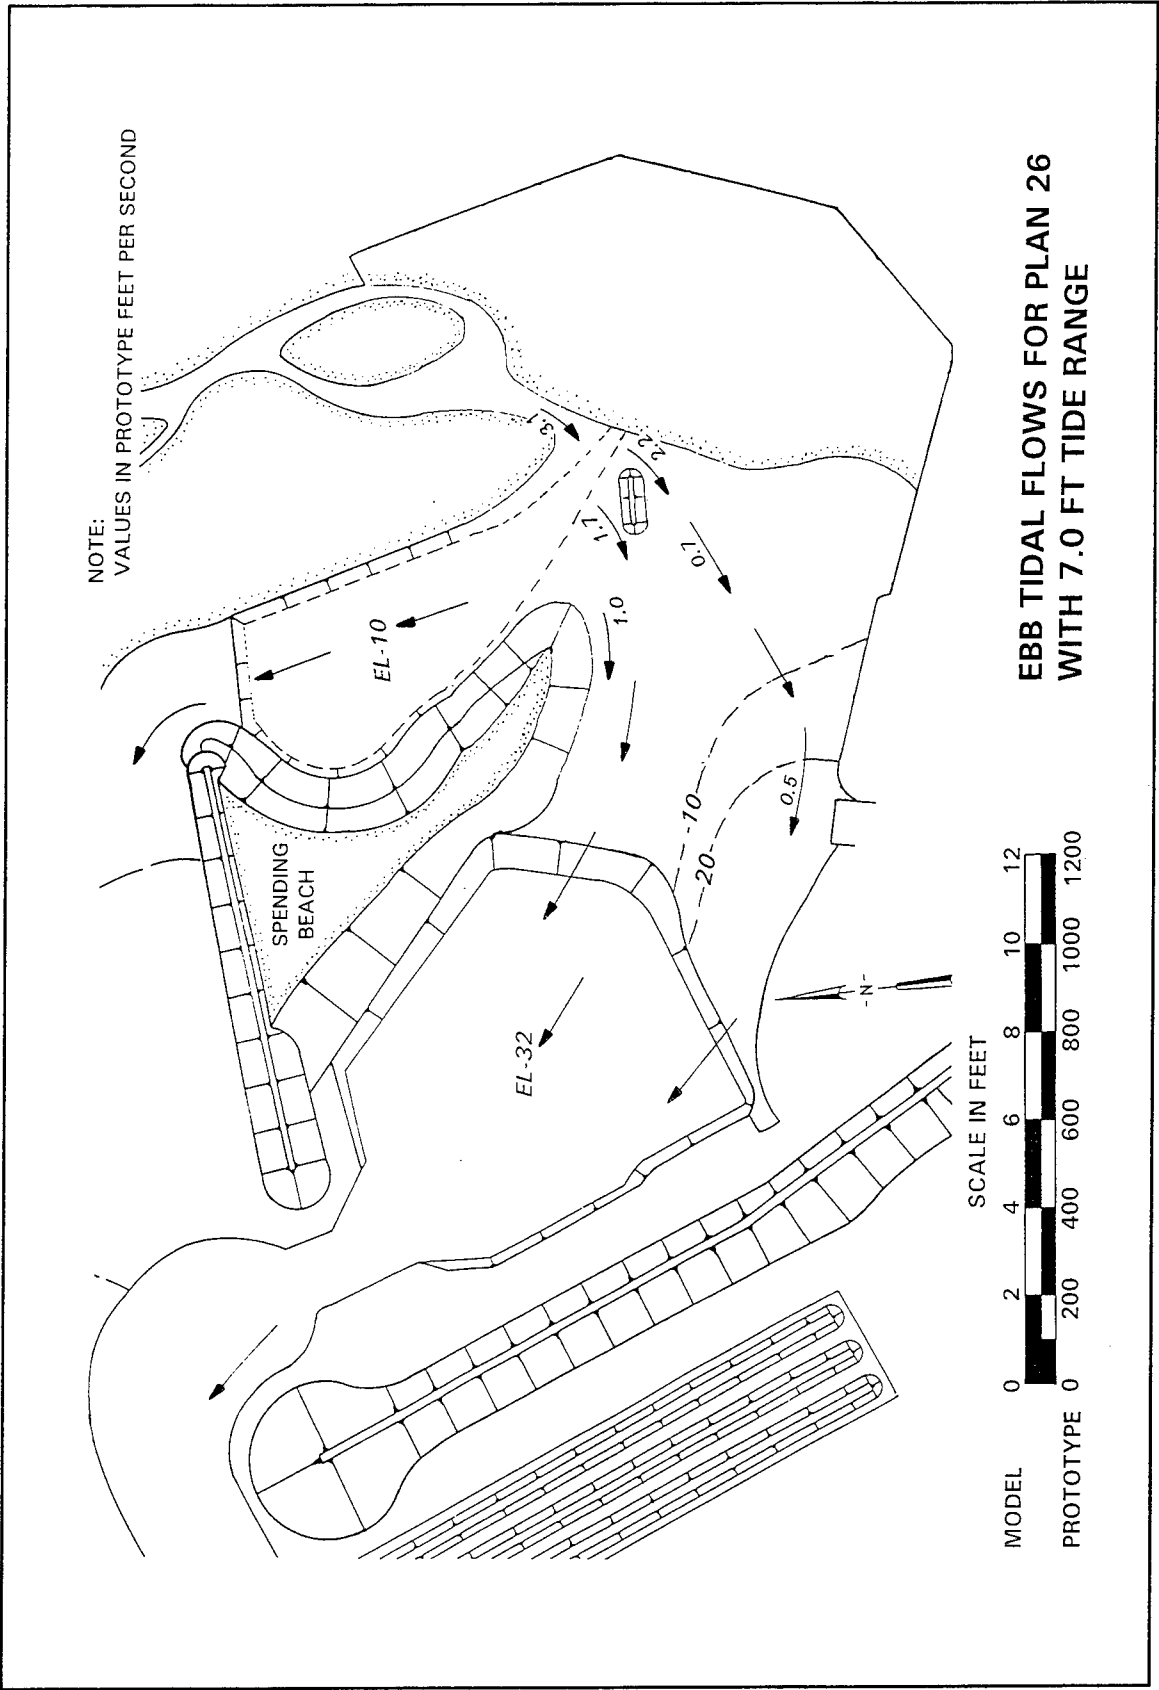 NOTE:
VALUES IN PROTOTYPE FEET PER SECOND
3.1
2.2
1.1
0.7
1.0
EL-10
SPENDING
BEACH
-10-
-20-
0.5
EL-32
-N-
SCALE IN FEET
MODEL 0 2 4 6 8 10 12
PROTOTYPE 0 200 400 600 800 1000 1200
EBB TIDAL FLOWS FOR PLAN 26
WITH 7.0 FT TIDE RANGE